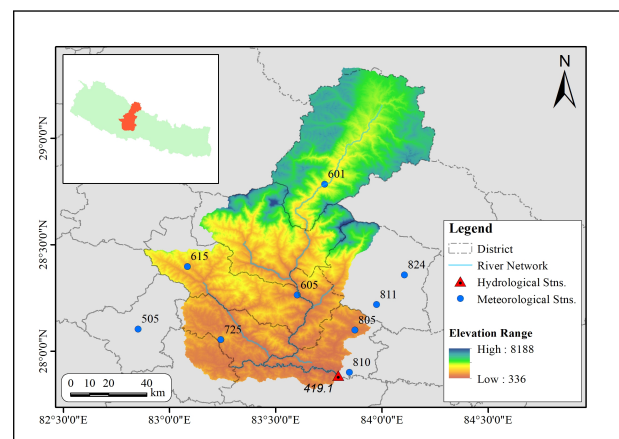 N
29°0'0"N
28°30'0"N
28°0'0"N
601
615
824
605
811
505
725
805
810
419.1
Legend
District
River Network
Hydrological Stns.
Meteorological Stns.
Elevation Range
High : 8188
Low : 336
0 10 20 40
km
82°30'0"E 83°0'0"E 83°30'0"E 84°0'0"E 84°30'0"E